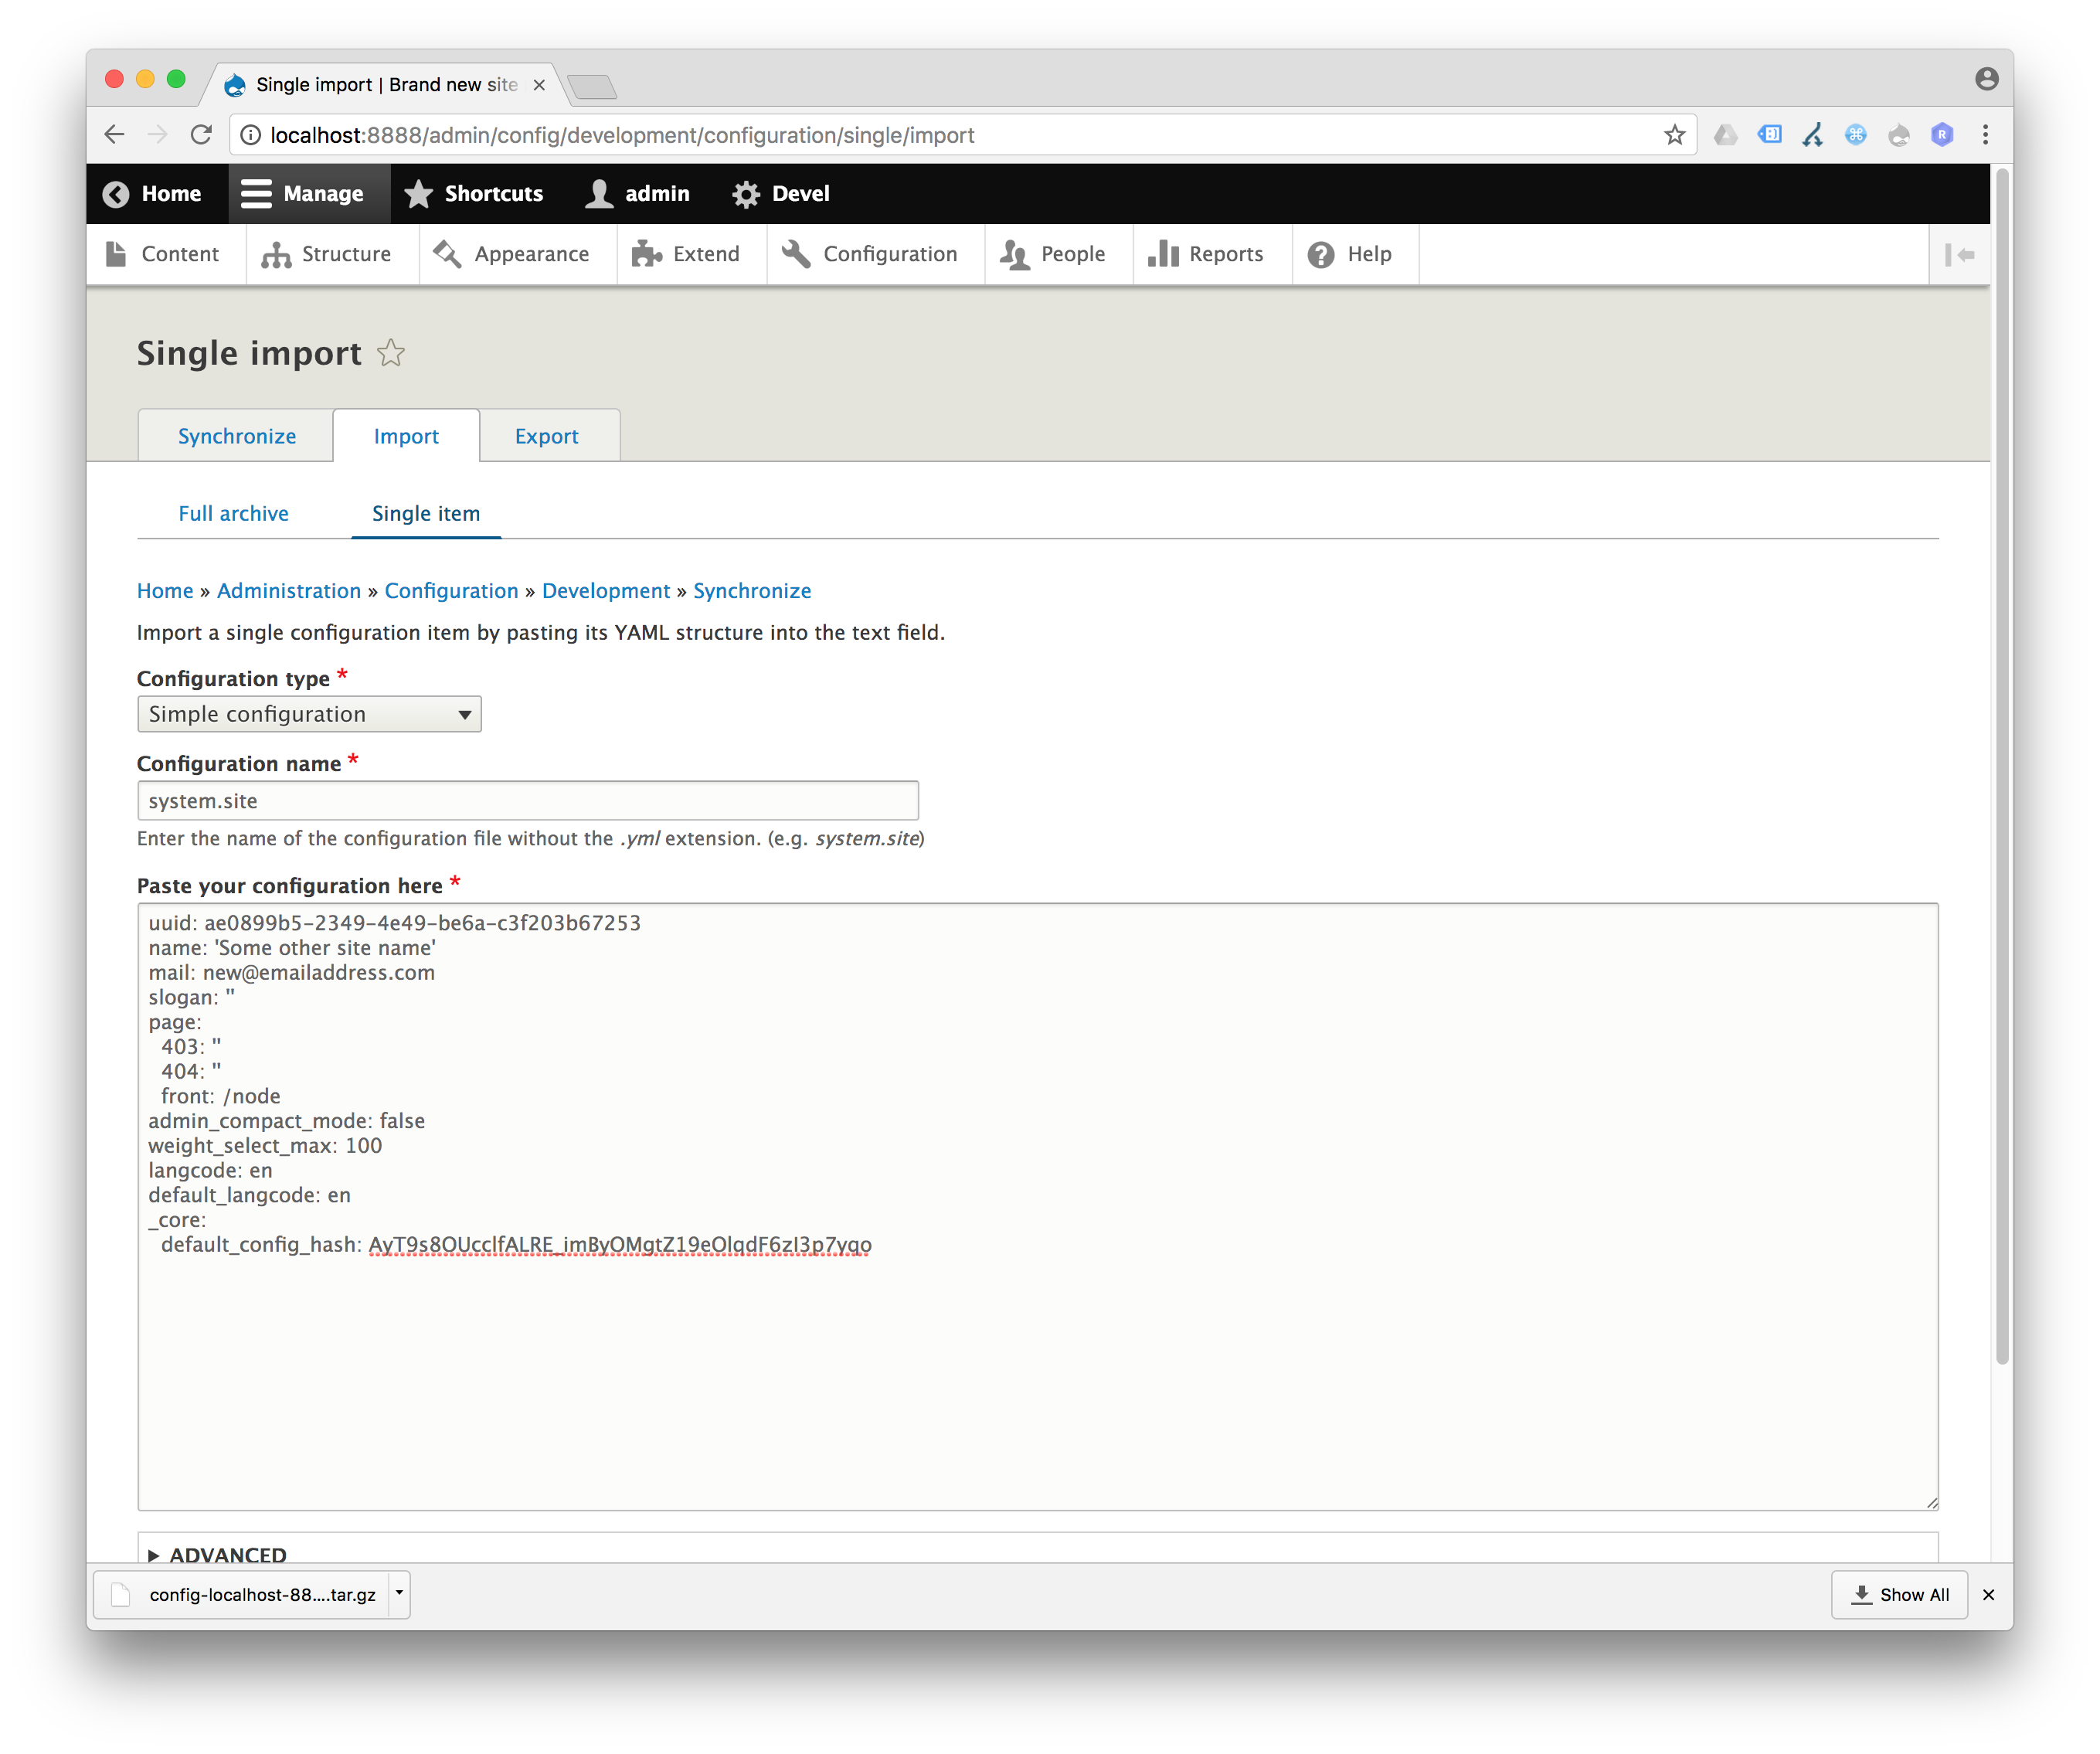 Single import | Brand new site
localhost:8888/admin/config/development/configuration/single/import
Home Manage Shortcuts admin Devel
Content Structure Appearance Extend Configuration People Reports Help
Single import
Synchronize Import Export
Full archive Single item
Home » Administration » Configuration » Development » Synchronize
Import a single configuration item by pasting its YAML structure into the text field.
Configuration type *
Simple configuration
Configuration name *
system.site
Enter the name of the configuration file without the .yml extension. (e.g. system.site)
Paste your configuration here *
uuid: ae0899b5-2349-4e49-be6a-c3f203b67253
name: 'Some other site name'
mail: new@emailaddress.com
slogan: ''
page:
403: ''
404: ''
front: /node
admin_compact_mode: false
weight_select_max: 100
langcode: en
default_langcode: en
_core:
default_config_hash: AyT9s8OUcclfALRE_imByOMgtZ19eOlqdF6zI3p7yqo
ADVANCED
config-localhost-88....tar.gz Show All